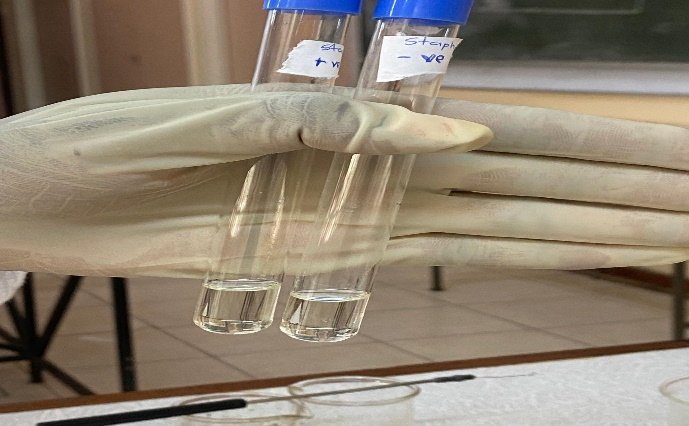 + ve
Staph
- ve